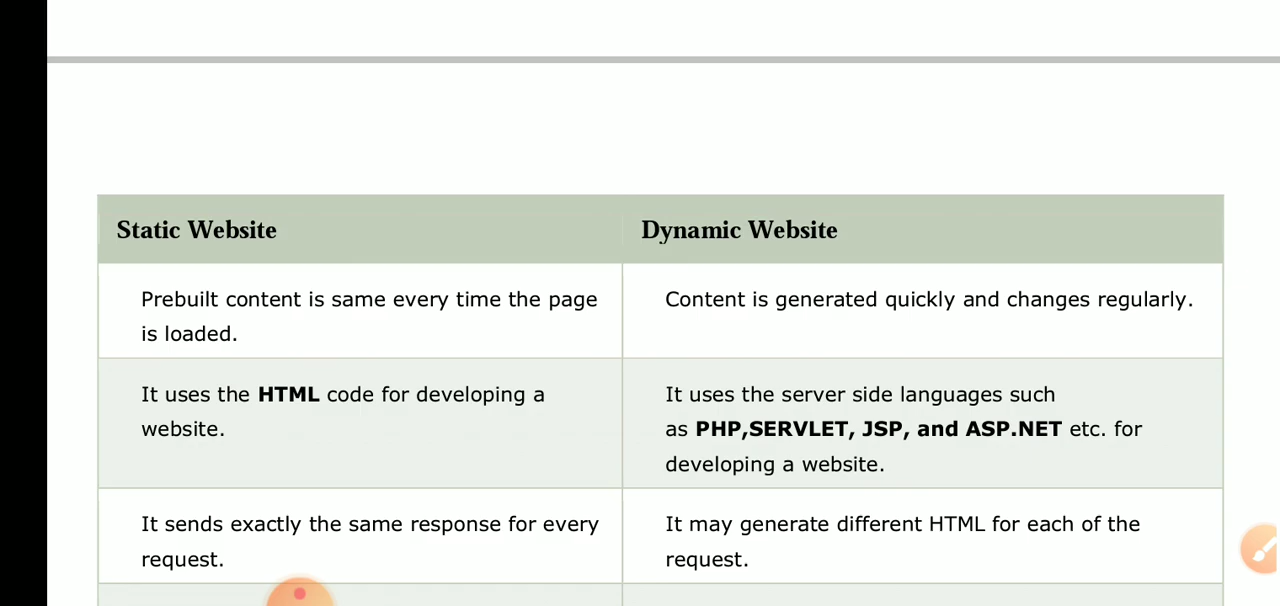 Static Website
Dynamic Website
Prebuilt content is same every time the page
is loaded.
Content is generated quickly and changes regularly.
It uses the HTML code for developing a
website.
It uses the server side languages such
as PHP,SERVLET, JSP, and ASP.NET etc. for
developing a website.
It sends exactly the same response for every
request.
It may generate different HTML for each of the
request.